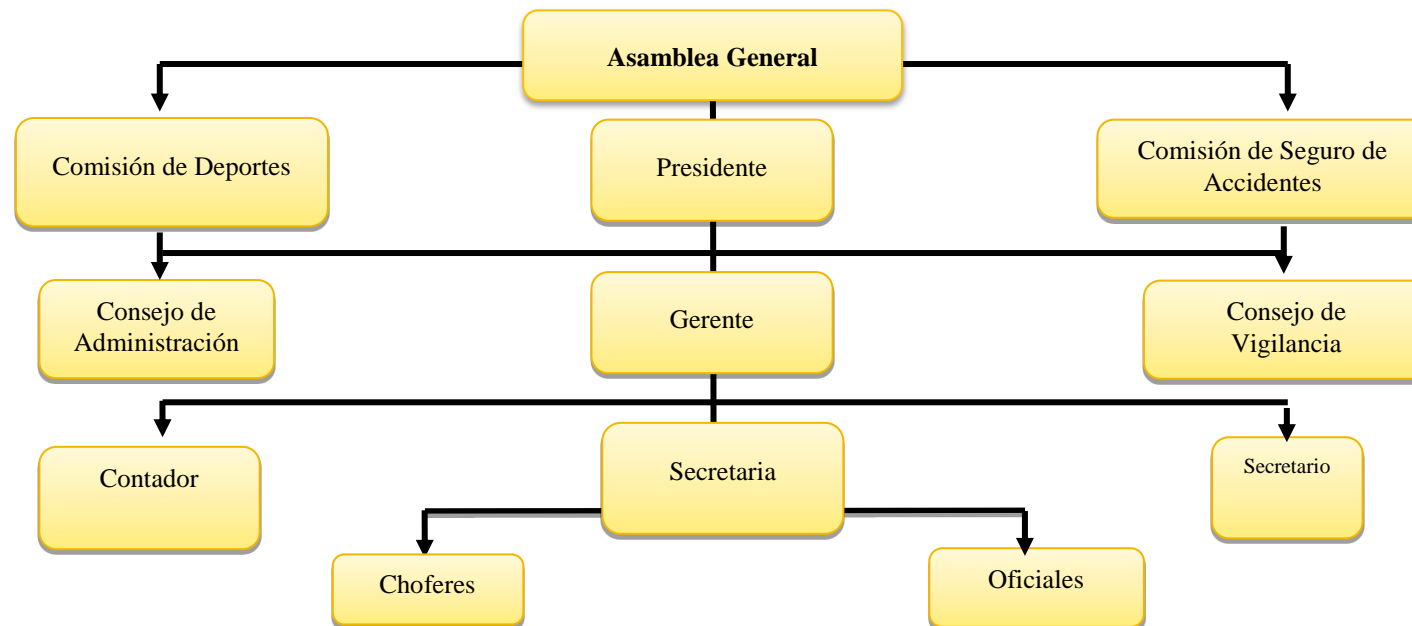 Asamblea General
Comisión de Deportes
Presidente
Comisión de Seguro de
Accidentes
Consejo de
Administración
Gerente
Consejo de
Vigilancia
Contador
Secretaria
Secretario
Choferes
Oficiales